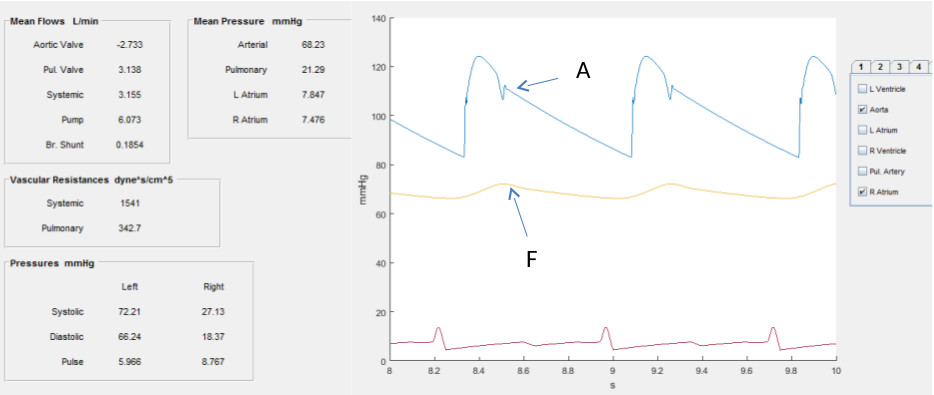 Mean Flows L/min
Aortic Valve -2.733
Pul. Valve 3.138
Systemic 3.155
Pump 6.073
Br. Shunt 0.1854
Mean Pressure mmHg
Arterial 68.23
Pulmonary 21.29
L Atrium 7.847
R Atrium 7.476
Vascular Resistances dyne*s/cm^5
Systemic 1541
Pulmonary 342.7
Pressures mmHg
Left Right
Systolic 72.21 27.13
Diastolic 66.24 18.37
Pulse 5.966 8.767
140
120
100
80
60
40
20
0
mmHg
A
F
8 8.2 8.4 8.6 8.8 9 9.2 9.4 9.6 9.8 10
s
1 2 3 4
L Ventricle
Aorta
L Atrium
R Ventricle
Pul. Artery
R Atrium